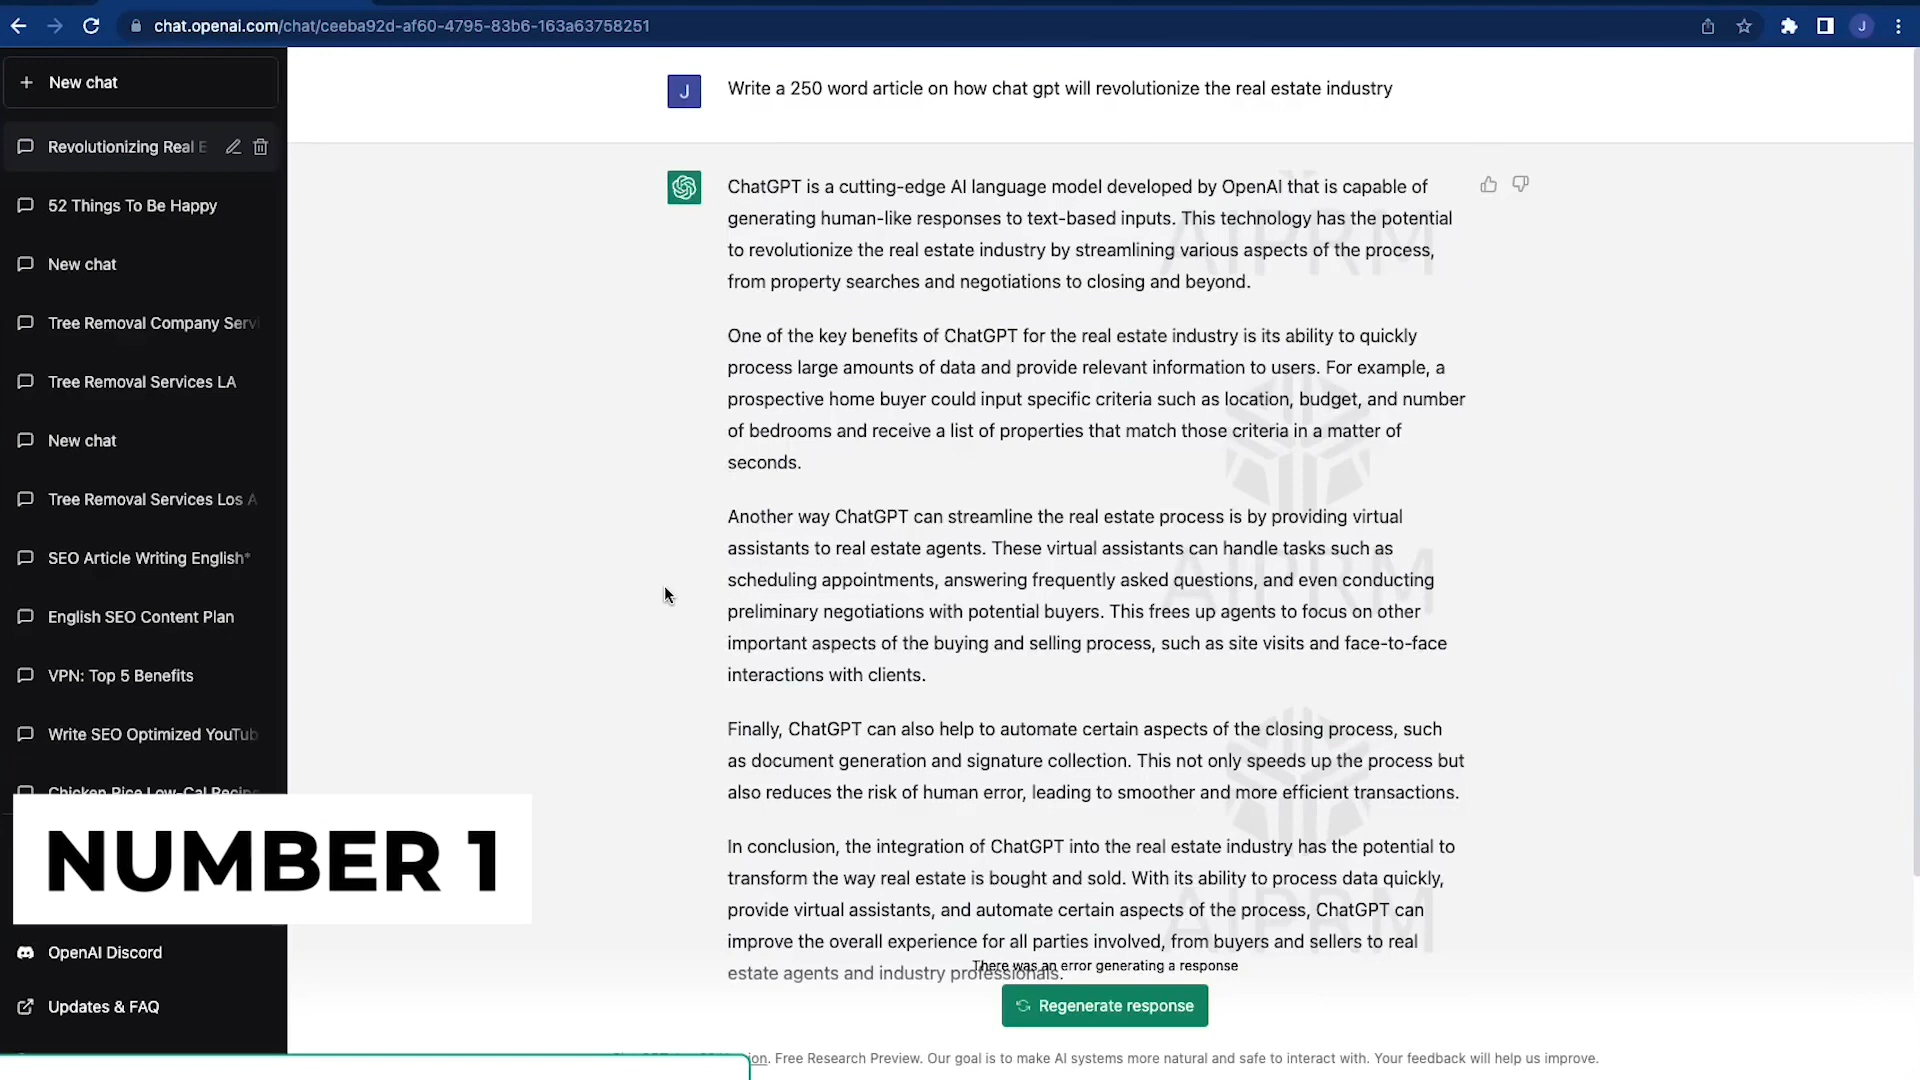 chat.openai.com/chat/ceeba92d-af60-4795-83b6-163a63758251
J
New chat
Revolutionizing Real E
52 Things To Be Happy
New chat
Tree Removal Company Servi
Tree Removal Services LA
New chat
Tree Removal Services Los A
SEO Article Writing English*
English SEO Content Plan
VPN: Top 5 Benefits
Write SEO Optimized YouTub
Chicken Rice Low-Cal Recipe
NUMBER 1
OpenAI Discord
Updates & FAQ
J
Write a 250 word article on how chat gpt will revolutionize the real estate industry
ChatGPT is a cutting-edge AI language model developed by OpenAI that is capable of
generating human-like responses to text-based inputs. This technology has the potential
to revolutionize the real estate industry by streamlining various aspects of the process,
from property searches and negotiations to closing and beyond.
One of the key benefits of ChatGPT for the real estate industry is its ability to quickly
process large amounts of data and provide relevant information to users. For example, a
prospective home buyer could input specific criteria such as location, budget, and number
of bedrooms and receive a list of properties that match those criteria in a matter of
seconds.
Another way ChatGPT can streamline the real estate process is by providing virtual
assistants to real estate agents. These virtual assistants can handle tasks such as
scheduling appointments, answering frequently asked questions, and even conducting
preliminary negotiations with potential buyers. This frees up agents to focus on other
important aspects of the buying and selling process, such as site visits and face-to-face
interactions with clients.
Finally, ChatGPT can also help to automate certain aspects of the closing process, such
as document generation and signature collection. This not only speeds up the process but
also reduces the risk of human error, leading to smoother and more efficient transactions.
In conclusion, the integration of ChatGPT into the real estate industry has the potential to
transform the way real estate is bought and sold. With its ability to process data quickly,
provide virtual assistants, and automate certain aspects of the process, ChatGPT can
improve the overall experience for all parties involved, from buyers and sellers to real
estate agents and industry professionals.
AIPRM
AIPRM
AIPRM
There was an error generating a response
Regenerate response
on. Free Research Preview. Our goal is to make AI systems more natural and safe to interact with. Your feedback will help us improve.